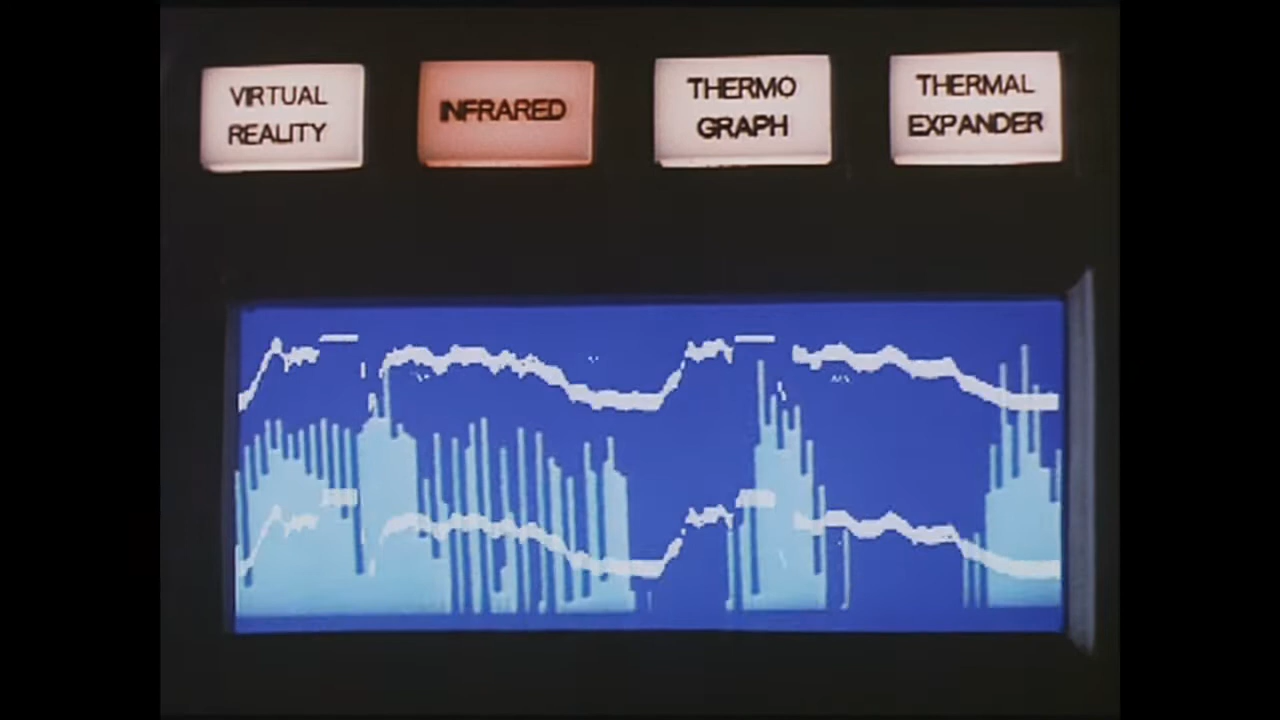 VIRTUAL
REALITY
INFRARED
THERMO
GRAPH
THERMAL
EXPANDER